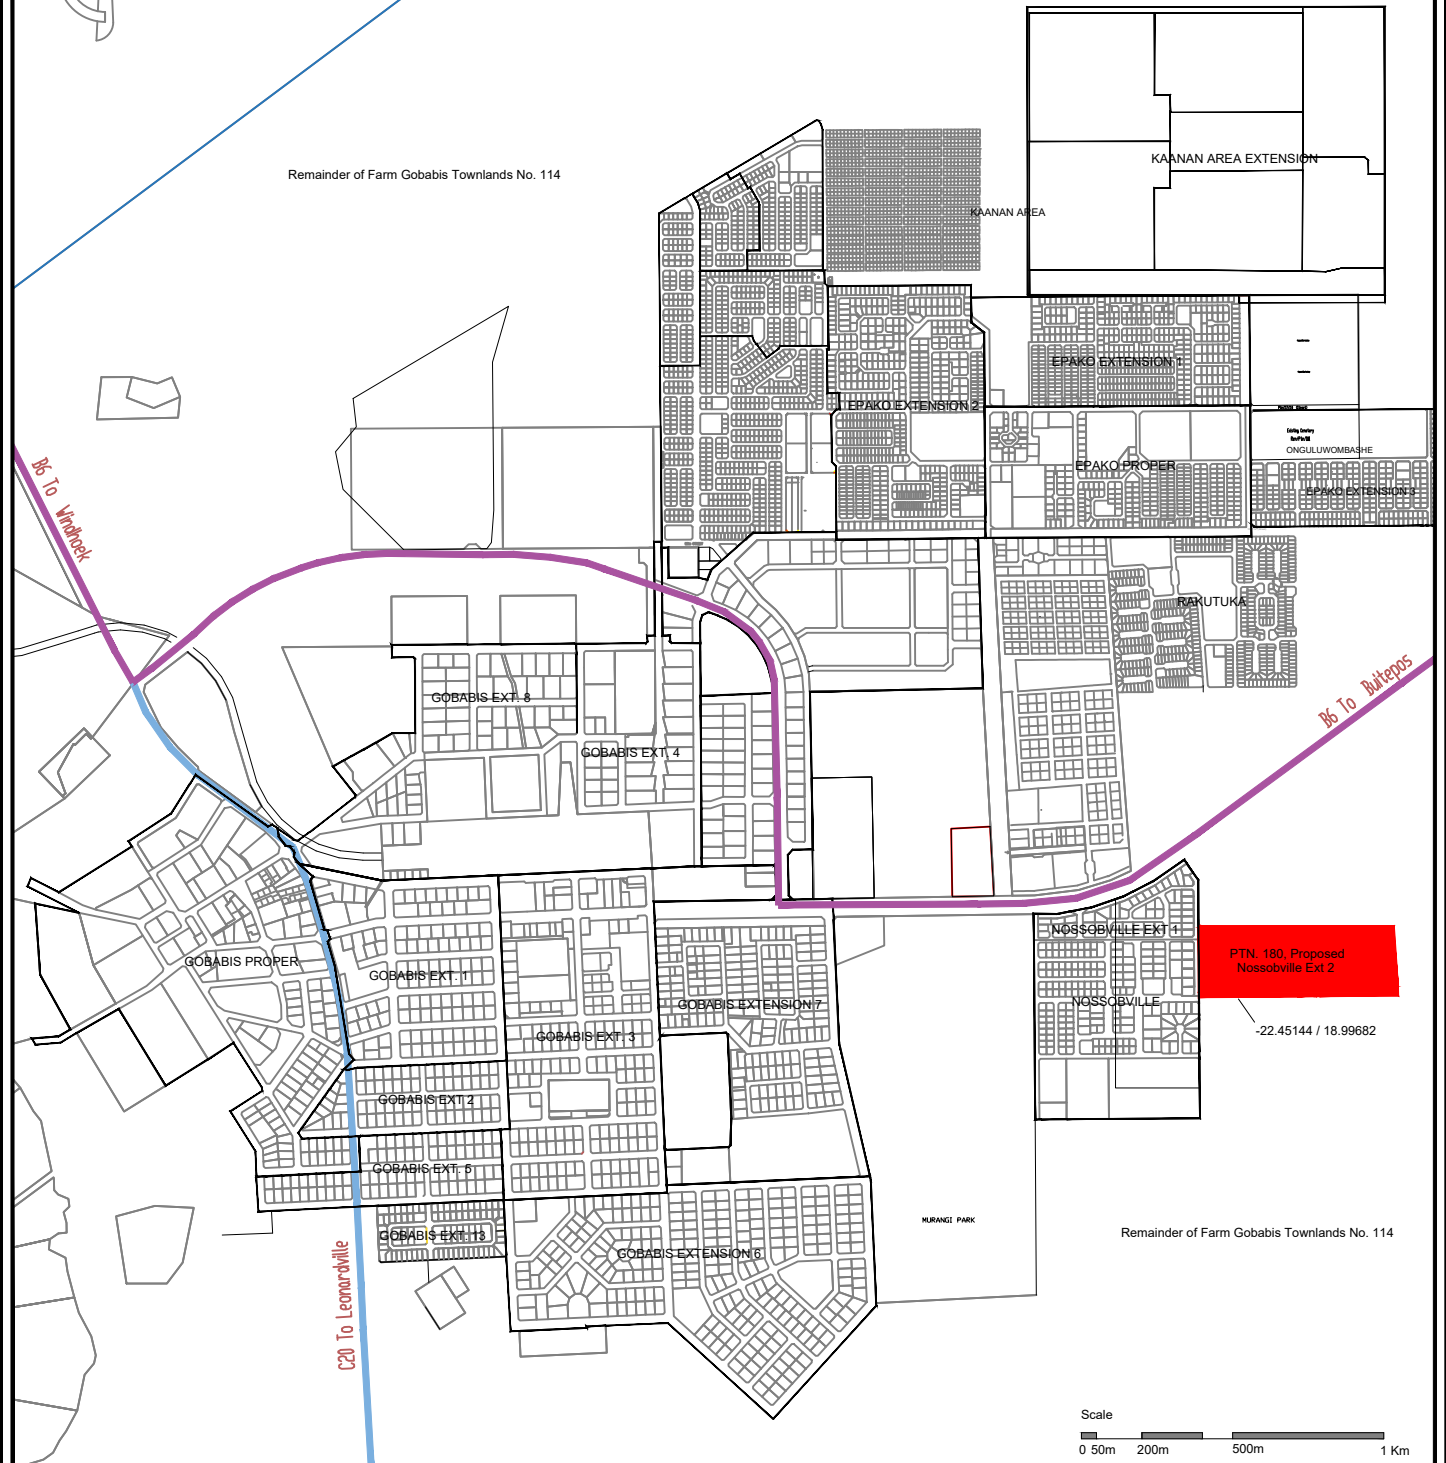 KAANAN AREA EXTENSION
Remainder of Farm Gobabis Townlands No. 114
KAANAN AREA
EPAKO EXTENSION 1
EPAKO EXTENSION 2
Existing Cemetery
ONGULUWOMBASHE
EPAKO PROPER
EPAKO EXTENSION 3
B6 To Windhoek
RAKUTUKA
B6 To Buitepos
GOBABIS EXT. 8
GOBABIS EXT. 4
NOSSOBVILLE EXT 1
PTN. 180, Proposed
Nossobville Ext 2
GOBABIS PROPER
GOBABIS EXT. 1
GOBABIS EXTENSION 7
NOSSOBVILLE
-22.45144 / 18.99682
GOBABIS EXT. 3
GOBABIS EXT 2
GOBABIS EXT. 5
MURANGI PARK
Remainder of Farm Gobabis Townlands No. 114
GOBABIS EXT. 13
GOBABIS EXTENSION 6
C20 To Leonardville
Scale
0 50m 200m 500m 1 Km